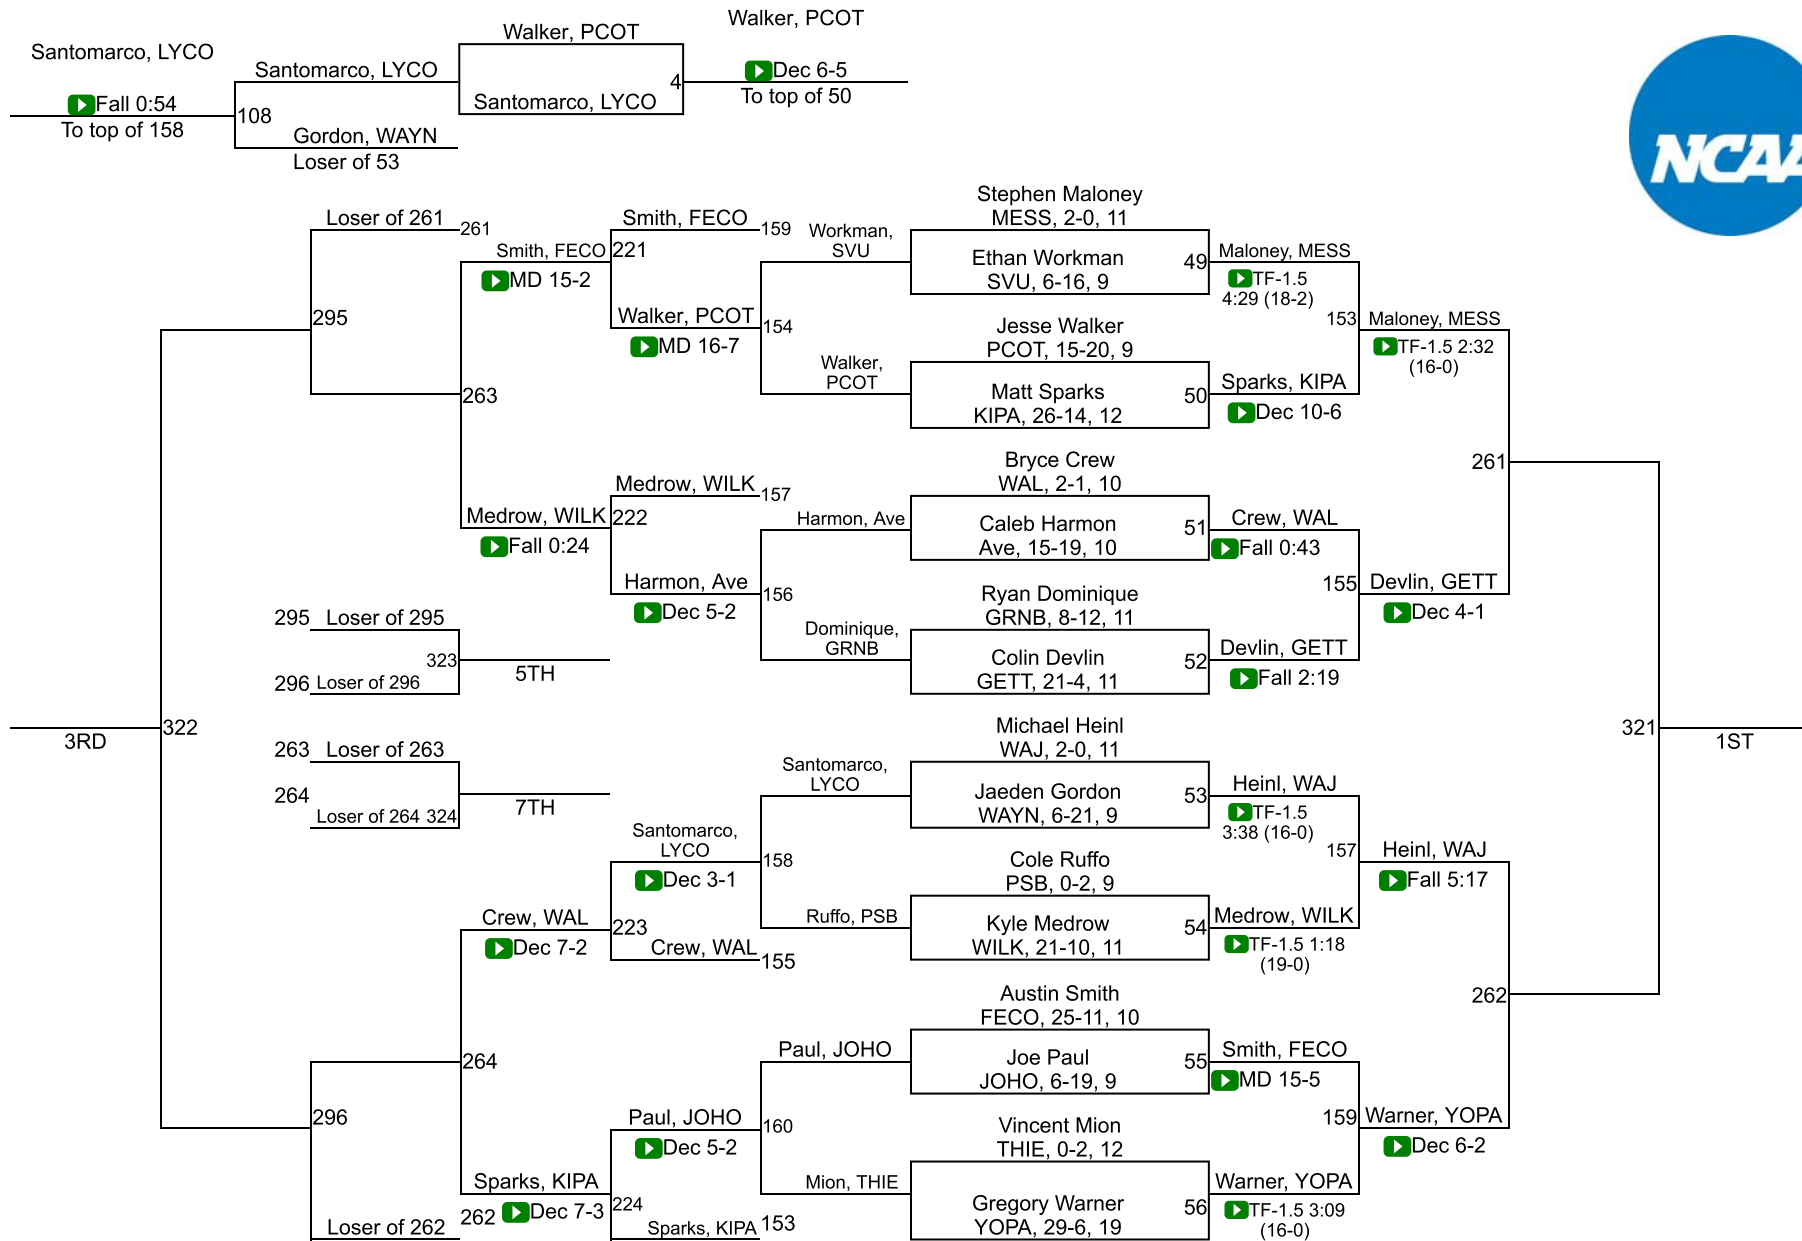 Walker, PCOT
Walker, PCOT
Santomarco, LYCO
Santomarco, LYCO
Dec 6-5
4
Fall 0:54
Santomarco, LYCO
To top of 50
108
To top of 158
Gordon, WAYN
Loser of 53
NCAA
Stephen Maloney
MESS, 2-0, 11
Loser of 261
261
Smith, FECO
159
Workman,
SVU
Smith, FECO
221
Ethan Workman
SVU, 6-16, 9
49
Maloney, MESS
MD 15-2
TF-1.5
4:29 (18-2)
295
Walker, PCOT
154
Jesse Walker
PCOT, 15-20, 9
153
Maloney, MESS
MD 16-7
TF-1.5 2:32
(16-0)
Walker,
PCOT
263
Matt Sparks
KIPA, 26-14, 12
50
Sparks, KIPA
Dec 10-6
Bryce Crew
WAL, 2-1, 10
261
Medrow, WILK
157
Medrow, WILK
222
Harmon, Ave
Caleb Harmon
Ave, 15-19, 10
51
Crew, WAL
Fall 0:24
Fall 0:43
Harmon, Ave
156
Ryan Dominique
GRNB, 8-12, 11
155
Devlin, GETT
Dec 5-2
Dec 4-1
295
Loser of 295
Dominique,
GRNB
323
5TH
Colin Devlin
GETT, 21-4, 11
52
Devlin, GETT
296
Loser of 296
Fall 2:19
3RD
322
Michael Heinl
WAJ, 2-0, 11
321
1ST
263
Loser of 263
Santomarco,
LYCO
264
7TH
Jaeden Gordon
WAYN, 6-21, 9
53
Heinl, WAJ
Loser of 264
324
TF-1.5
3:38 (16-0)
Santomarco,
LYCO
158
Cole Ruffo
PSB, 0-2, 9
157
Heinl, WAJ
Dec 3-1
Fall 5:17
Crew, WAL
223
Ruffo, PSB
Kyle Medrow
WILK, 21-10, 11
54
Medrow, WILK
Dec 7-2
Crew, WAL
155
TF-1.5 1:18
(19-0)
Austin Smith
FECO, 25-11, 10
262
264
Paul, JOHO
Joe Paul
JOHO, 6-19, 9
55
Smith, FECO
MD 15-5
296
Paul, JOHO
160
Vincent Mion
THIE, 0-2, 12
159
Warner, YOPA
Dec 5-2
Dec 6-2
Sparks, KIPA
Mion, THIE
Gregory Warner
YOPA, 29-6, 19
56
Warner, YOPA
262
Dec 7-3
224
TF-1.5 3:09
(16-0)
Loser of 262
Sparks, KIPA
153